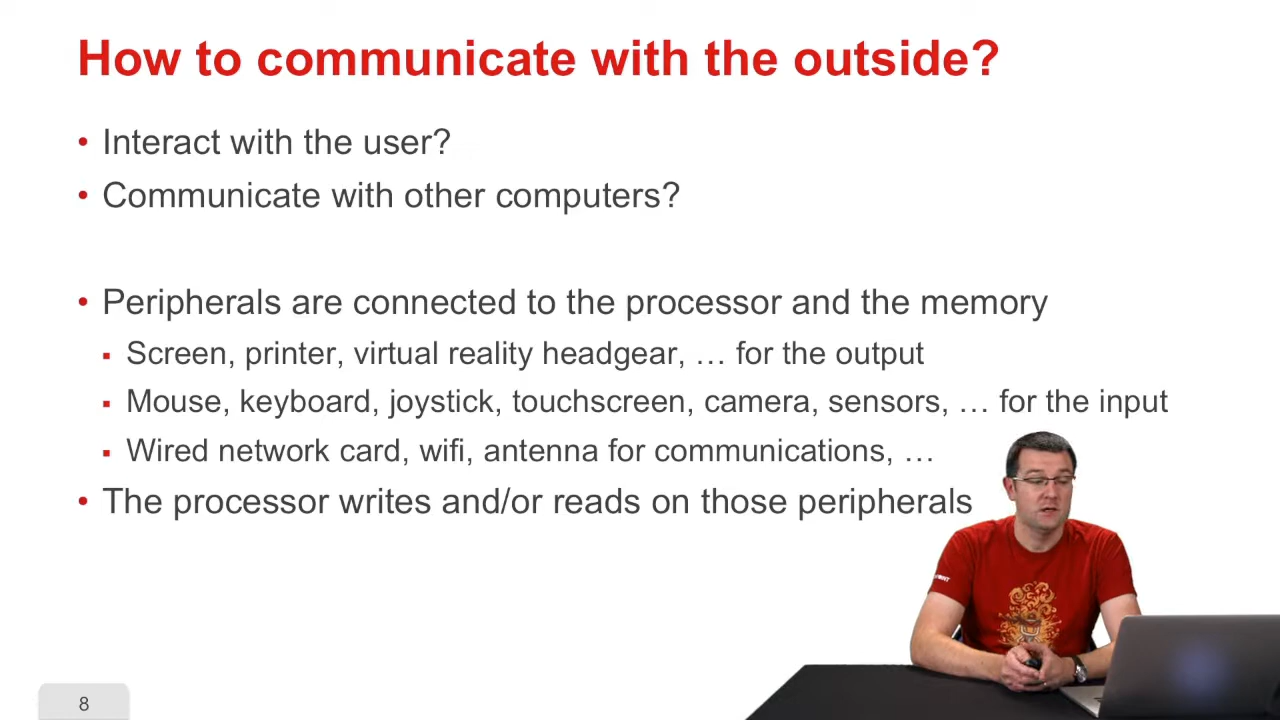 How to communicate with the outside?
• Interact with the user?
• Communicate with other computers?
• Peripherals are connected to the processor and the memory
▪ Screen, printer, virtual reality headgear, … for the output
▪ Mouse, keyboard, joystick, touchscreen, camera, sensors, … for the input
▪ Wired network card, wifi, antenna for communications, …
• The processor writes and/or reads on those peripherals
8